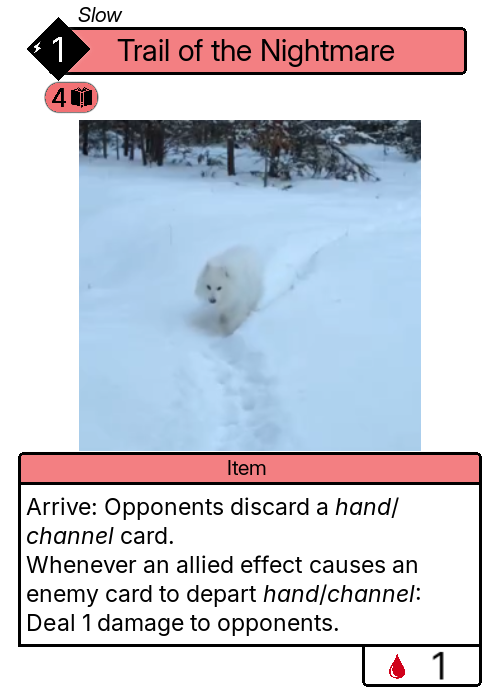 Slow
1
Trail of the Nightmare
4
Item
Arrive: Opponents discard a hand/
channel card.
Whenever an allied effect causes an
enemy card to depart hand/channel:
Deal 1 damage to opponents.
1